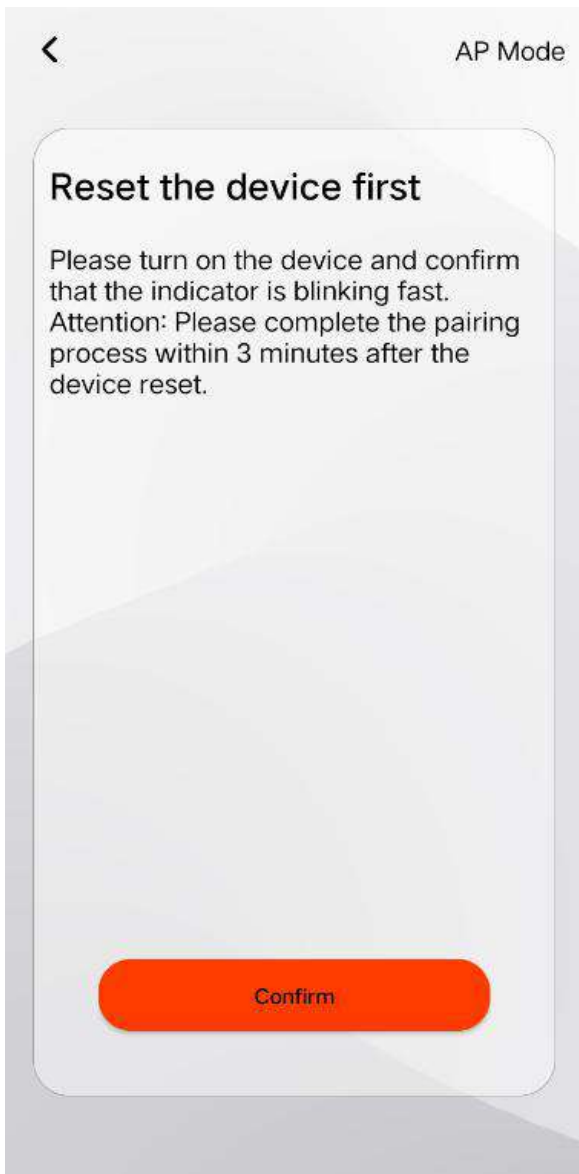 AP Mode
Reset the device first
Please turn on the device and confirm
that the indicator is blinking fast.
Attention: Please complete the pairing
process within 3 minutes after the
device reset.
Confirm